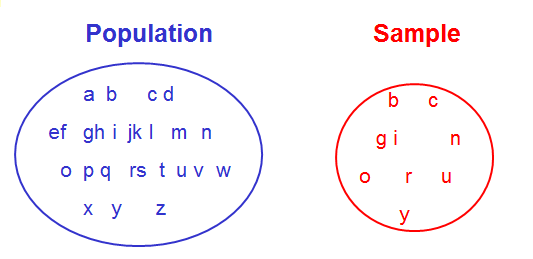 Population
a b c d
ef gh i jk l m n
o p q rs t u v w
x y z
Sample
b c
g i n
o r u
y